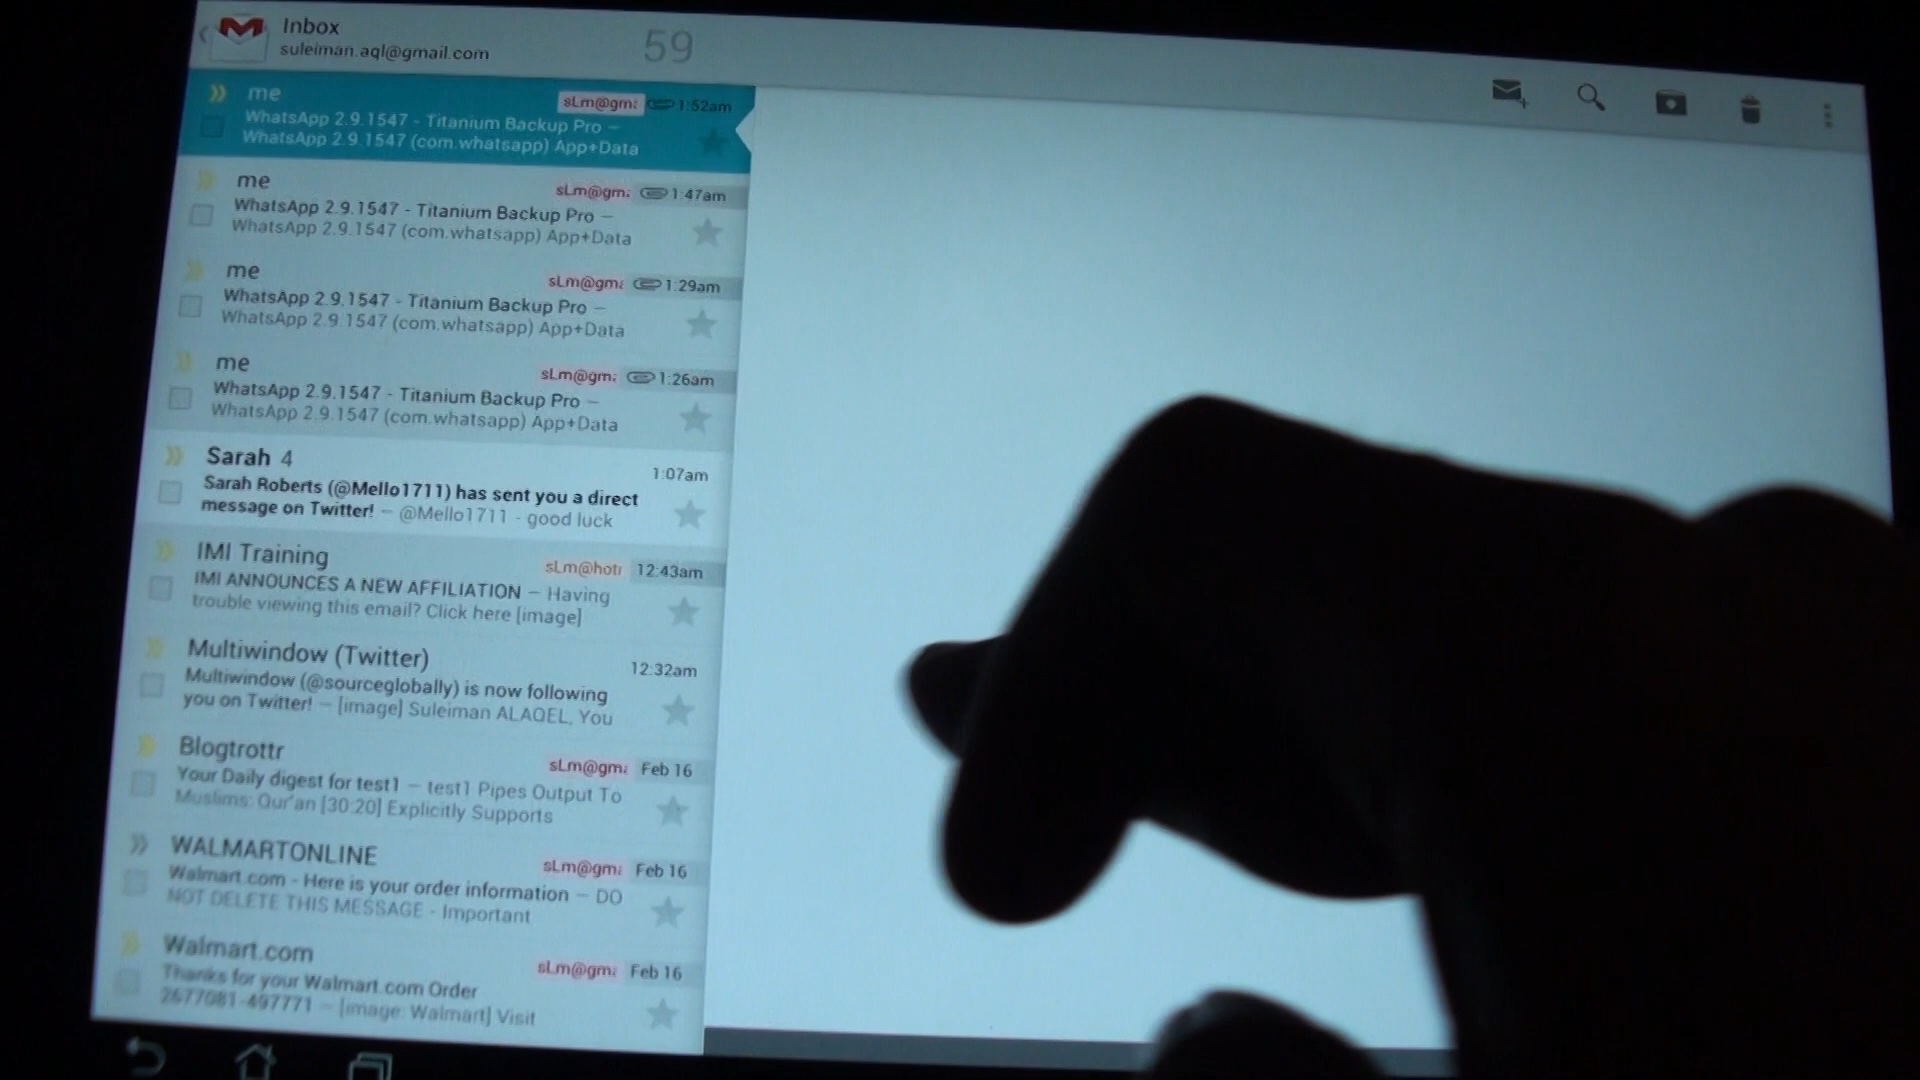 Inbox
suleiman.aql@gmail.com
59
me
sLm@gma
1:52am
WhatsApp 2.9.1547 - Titanium Backup Pro –
WhatsApp 2.9.1547 (com.whatsapp) App+Data
me
sLm@gma
1:47am
WhatsApp 2.9.1547 - Titanium Backup Pro –
WhatsApp 2.9.1547 (com.whatsapp) App+Data
me
sLm@gma
1:29am
WhatsApp 2.9.1547 - Titanium Backup Pro –
WhatsApp 2.9.1547 (com.whatsapp) App+Data
me
sLm@gma
1:26am
WhatsApp 2.9.1547 - Titanium Backup Pro –
WhatsApp 2.9.1547 (com.whatsapp) App+Data
Sarah 4
1:07am
Sarah Roberts (@Mello1711) has sent you a direct
message on Twitter! – @Mello1711 - good luck
IMI Training
sLm@hotr
12:43am
IMI ANNOUNCES A NEW AFFILIATION – Having
trouble viewing this email? Click here [image]
Multiwindow (Twitter)
12:32am
Multiwindow (@sourceglobally) is now following
you on Twitter! – [image] Suleiman ALAQEL, You
Blogtrottr
sLm@gma
Feb 16
Your Daily digest for test1 – test1 Pipes Output To
Muslims: Qur'an [30:20] Explicitly Supports
WALMARTONLINE
sLm@gma
Feb 16
Walmart.com - Here is your order information – DO
NOT DELETE THIS MESSAGE - Important
Walmart.com
sLm@gma
Feb 16
Thanks for your Walmart.com Order
2677081-497771 – [image: Walmart] Visit